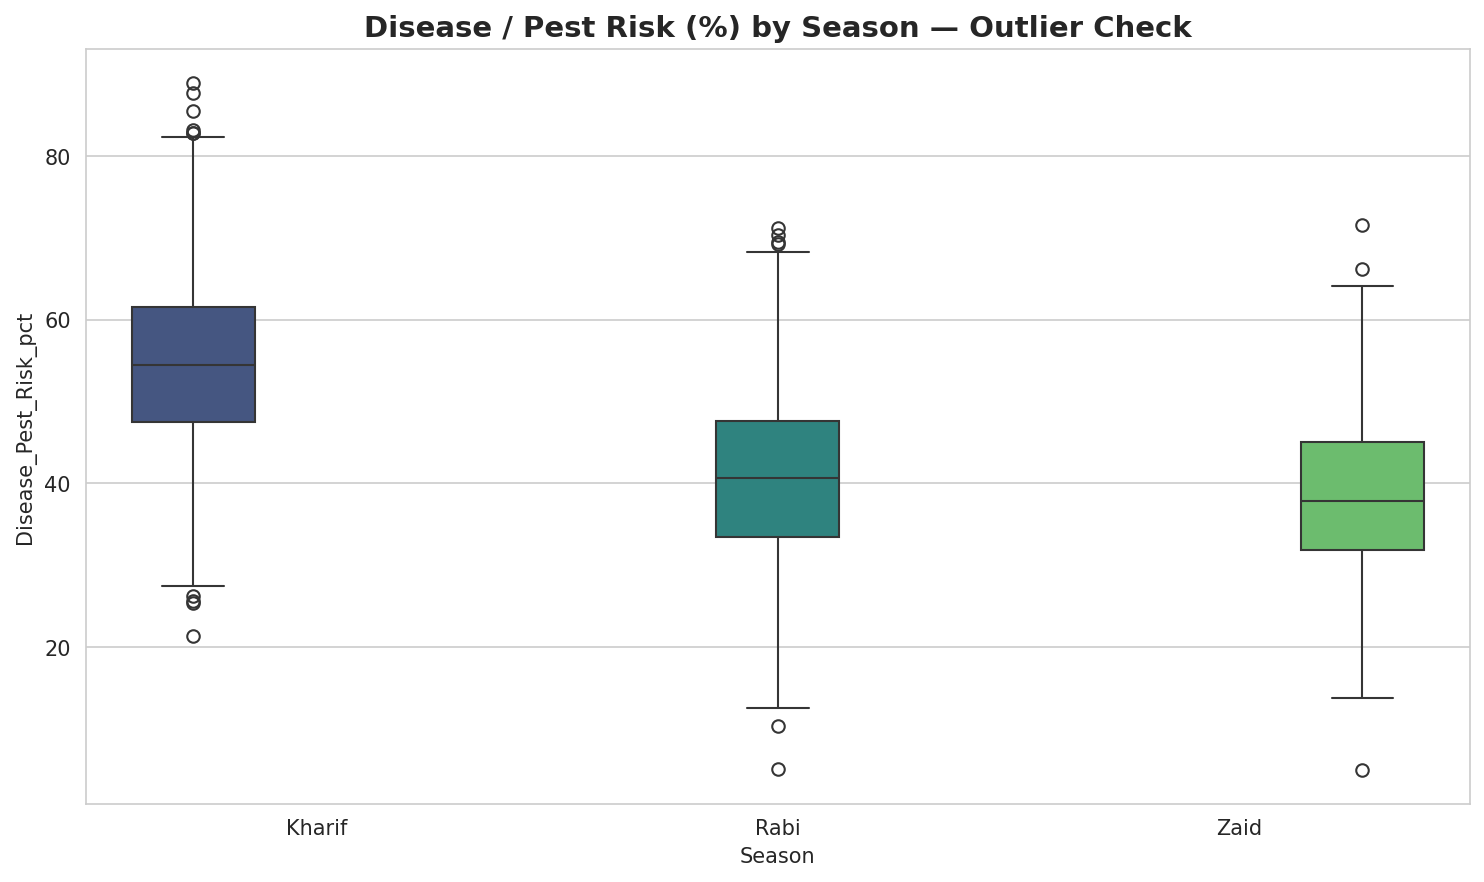 Disease / Pest Risk (%) by Season — Outlier Check
Disease_Pest_Risk_pct
80
60
40
20
Kharif
Rabi
Zaid
Season